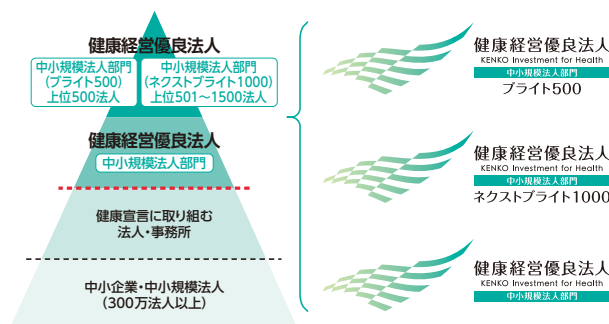 健康経営優良法人
中小規模法人部門
(ブライト500)
上位500法人
中小規模法人部門
(ネクストブライト1000)
上位501〜1500法人
健康経営優良法人
中小規模法人部門
健康宣言に取り組む
法人・事務所
中小企業・中小規模法人
(300万法人以上)
健康経営優良法人
KENKO Investment for Health
中小規模法人部門
ブライト500
健康経営優良法人
KENKO Investment for Health
中小規模法人部門
ネクストブライト1000
健康経営優良法人
KENKO Investment for Health
中小規模法人部門